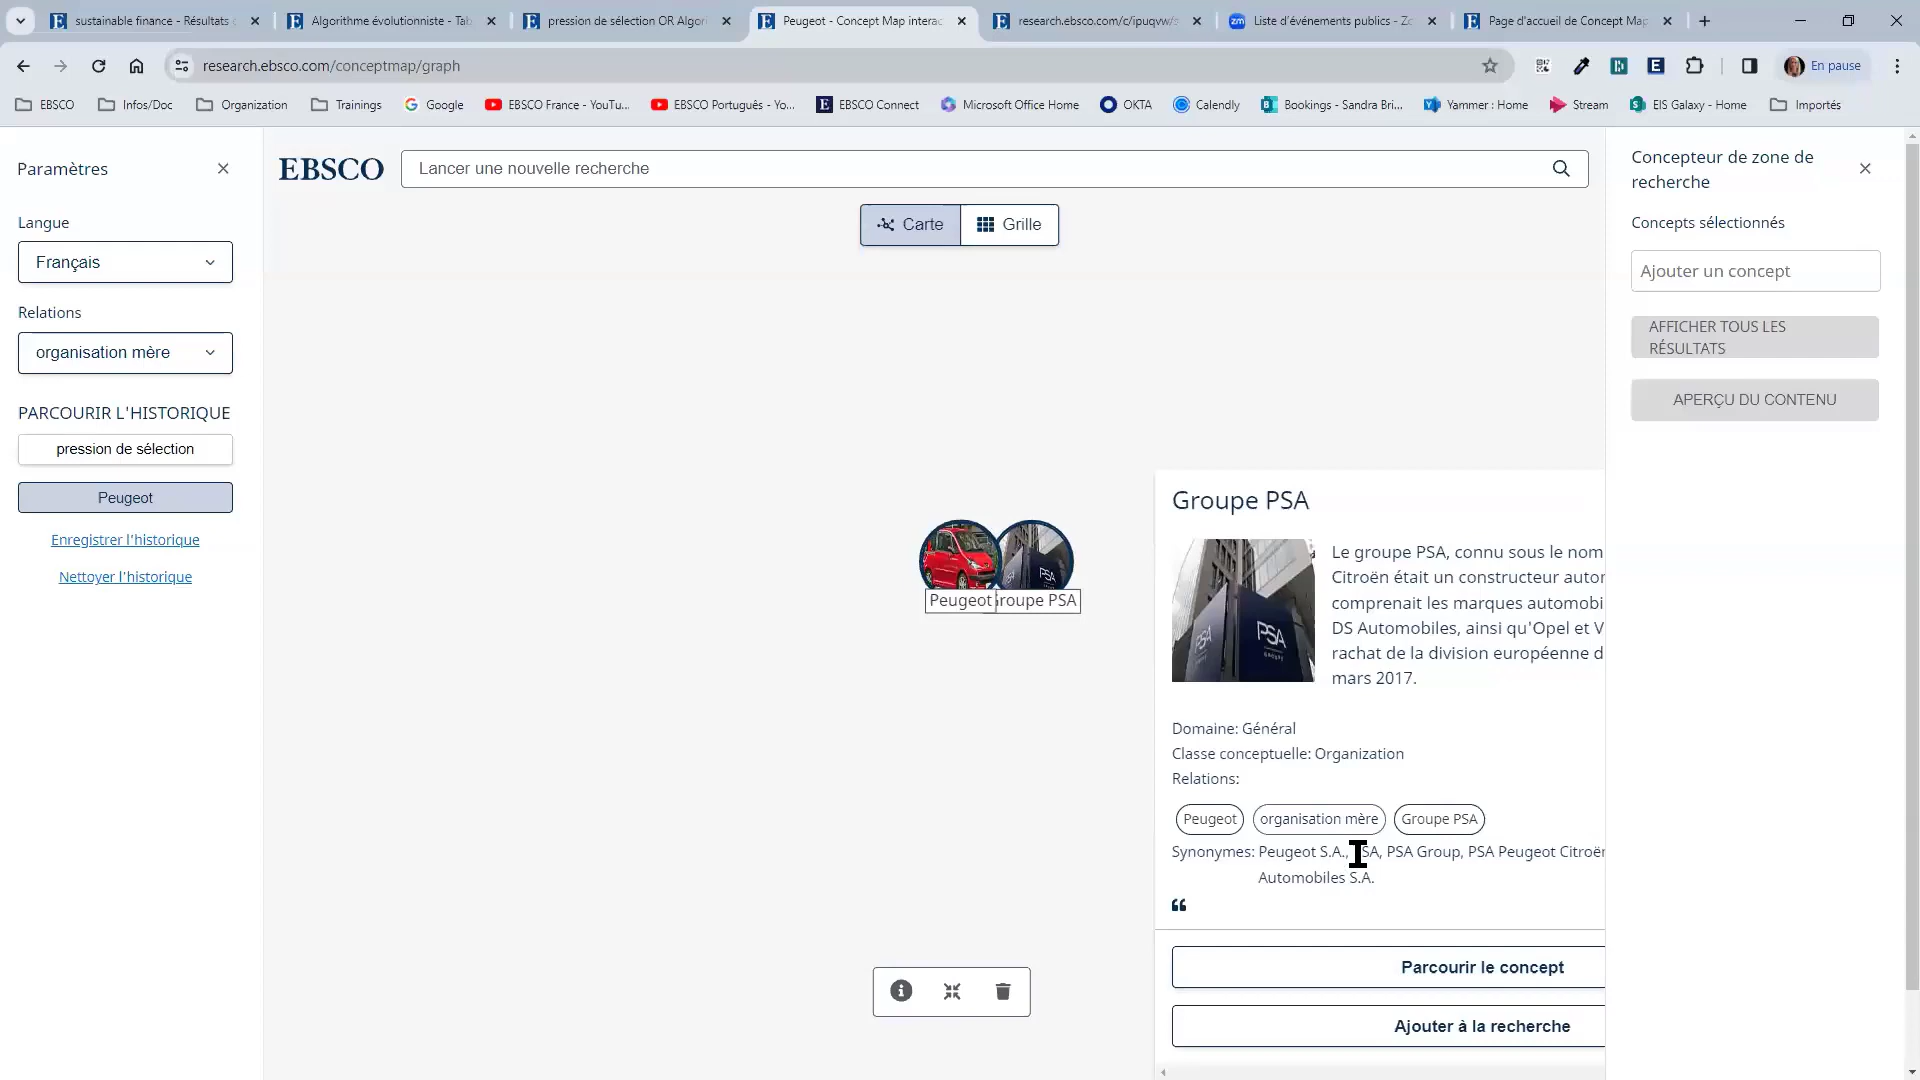 sustainable finance - Résultats
Algorithme évolutionniste - Tab
pression de sélection OR Algori
Peugeot - Concept Map interac
research.ebsco.com/c/ipuqvw/s
Liste d'événements publics - Zo
Page d'accueil de Concept Map
research.ebsco.com/conceptmap/graph
En pause
EBSCO
Infos/Doc
Organization
Trainings
Google
EBSCO France - YouTu...
EBSCO Português - Yo...
EBSCO Connect
Microsoft Office Home
OKTA
Calendly
Bookings - Sandra Bri...
Yammer : Home
Stream
EIS Galaxy - Home
Importés
Paramètres
Langue
Français
Relations
organisation mère
PARCOURIR L'HISTORIQUE
pression de sélection
Peugeot
Enregistrer l'historique
Nettoyer l'historique
EBSCO
Lancer une nouvelle recherche
Carte
Grille
PSA
Peugeot
Groupe PSA
Groupe PSA
PSA
GROUPE
Le groupe PSA, connu sous le nom
Citroën était un constructeur auto
comprenait les marques automobi
DS Automobiles, ainsi qu'Opel et V
rachat de la division européenne d
mars 2017.
Domaine: Général
Classe conceptuelle: Organization
Relations:
Peugeot
organisation mère
Groupe PSA
Synonymes: Peugeot S.A., PSA, PSA Group, PSA Peugeot Citroën
Automobiles S.A.
Parcourir le concept
Ajouter à la recherche
Concepteur de zone de
recherche
Concepts sélectionnés
Ajouter un concept
AFFICHER TOUS LES
RÉSULTATS
APERÇU DU CONTENU